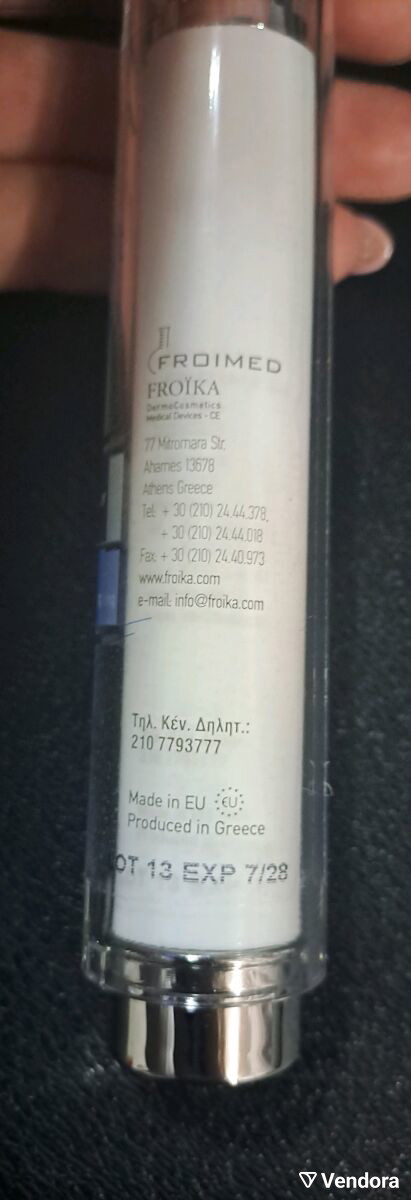 FROIMED
FROÏKA
DermoCosmetics
Medical Devices - CE
77 Mitromara Str,
Aharnes 13678
Athens Greece
Tel: + 30 (210) 24.44.378,
+ 30 (210) 24.44.018
Fax: + 30 (210) 24.40.973
www.froika.com
e-mail: info@froika.com
Τηλ. Κέν. Δηλητ.:
210 7793777
Made in EU EU
Produced in Greece
OT 13 EXP 7/28
Vendora